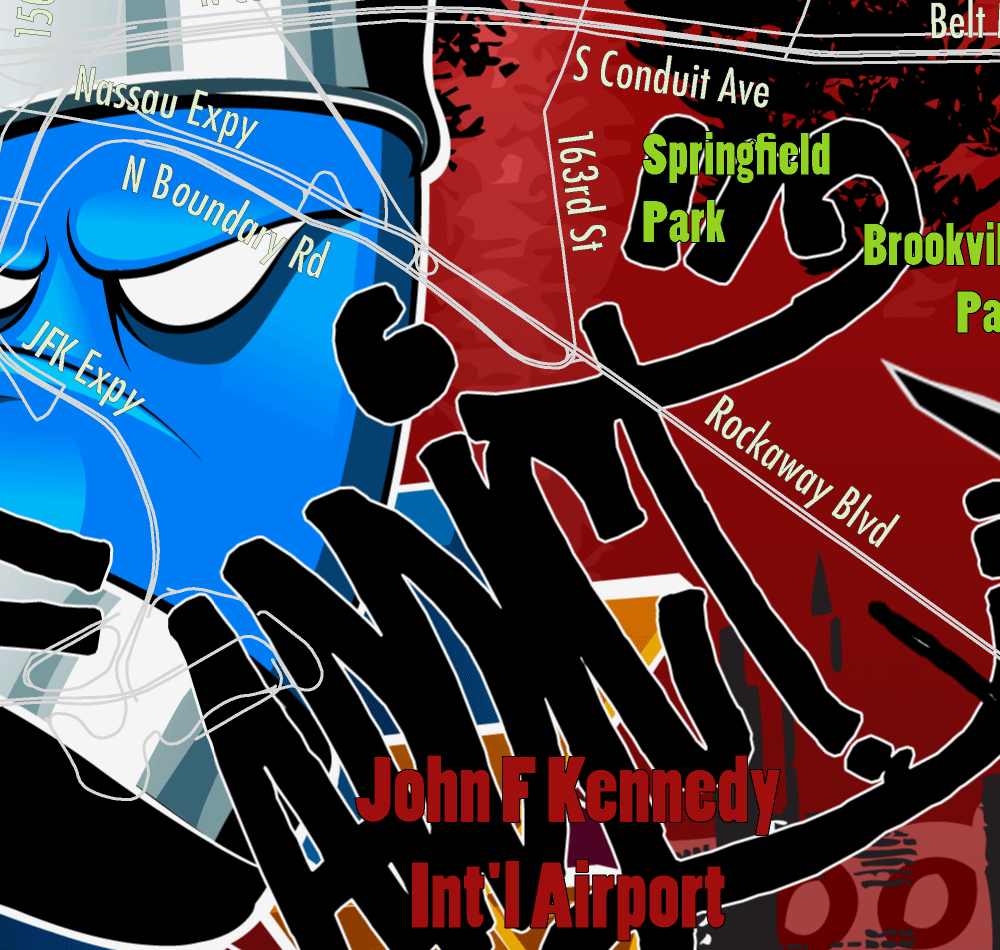 150
Belt
S Conduit Ave
Nassau Expy
Springfield
Park
163rd St
N Boundary Rd
Brookvil
Pa
JFK Expy
Rockaway Blvd
John F Kennedy
Int'l Airport